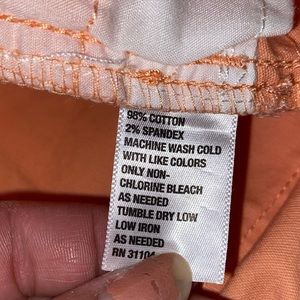 98% COTTON
2% SPANDEX
MACHINE WASH COLD
WITH LIKE COLORS
ONLY NON-
CHLORINE BLEACH
AS NEEDED
TUMBLE DRY LOW
LOW IRON
AS NEEDED
RN 31104